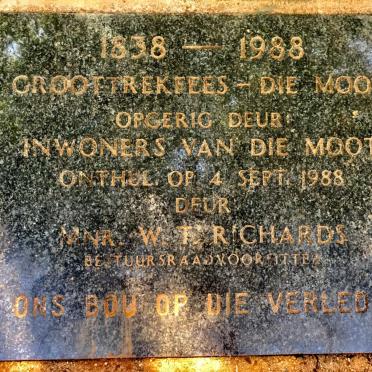 1838 — 1988
GROOTTREKFEES – DIE MOO
OPGERIG DEUR
INWONERS VAN DIE MOOT
ONTHUL OP 4 SEPT. 1988
DEUR
MNR. W. T. RICHARDS
BESTUURSRAADVOORSITTER
ONS BOU OP DIE VERLED